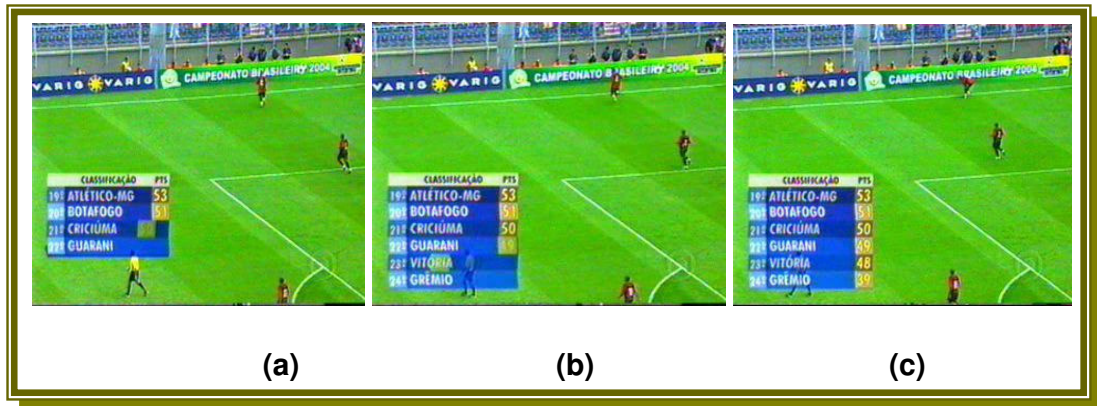 VARIG VARIG CAMPEONATO BRASILEIRO 2004
CLASSIFICAÇÃO PTS
19º ATLÉTICO-MG 53
20º BOTAFOGO 51
21º CRICIÚMA
22º GUARANI
VARIG VARIG CAMPEONATO BRASILEIRO 2004
CLASSIFICAÇÃO PTS
19º ATLÉTICO-MG 53
20º BOTAFOGO 51
21º CRICIÚMA 50
22º GUARANI 49
23º VITÓRIA
24º GRÊMIO
VARIG VARIG CAMPEONATO BRASILEIRO 2004
CLASSIFICAÇÃO PTS
19º ATLÉTICO-MG 53
20º BOTAFOGO 51
21º CRICIÚMA 50
22º GUARANI 49
23º VITÓRIA 48
24º GRÊMIO 39
(a) (b) (c)